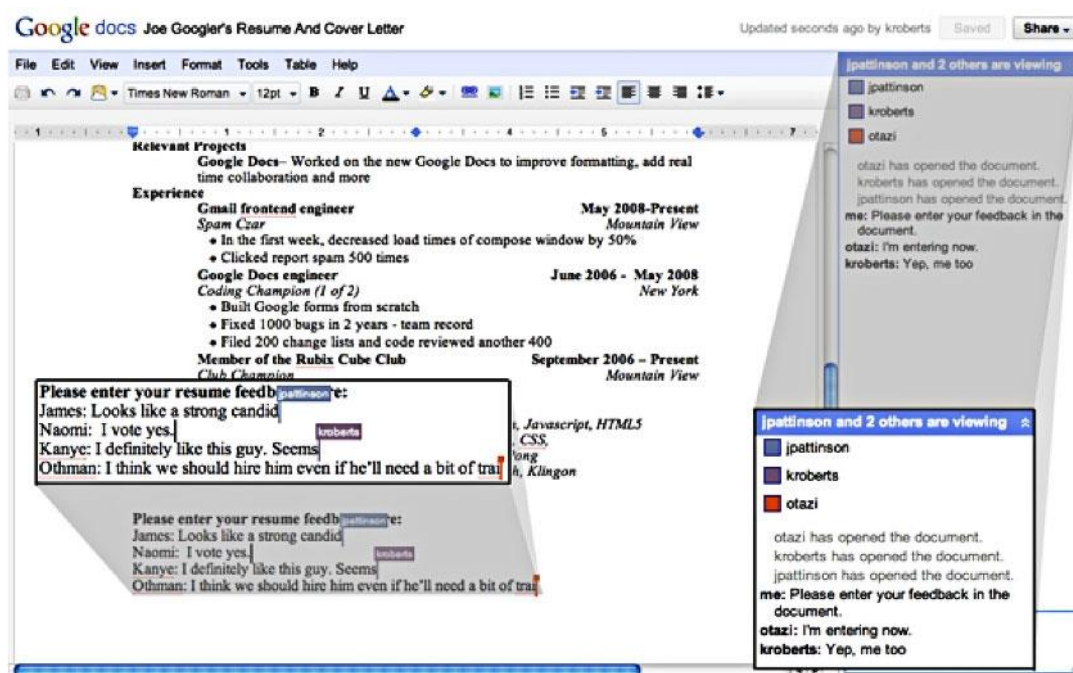 Google docs Joe Googler's Resume And Cover Letter
Updated seconds ago by kroberts Saved Share
File Edit View Insert Format Tools Table Help
Times New Roman 12pt B I U A
1 1 2 4 5 7
Relevant Projects
Google Docs– Worked on the new Google Docs to improve formatting, add real
time collaboration and more
Experience
Gmail frontend engineer May 2008-Present
Spam Czar Mountain View
• In the first week, decreased load times of compose window by 50%
• Clicked report spam 500 times
Google Docs engineer June 2006 - May 2008
Coding Champion (1 of 2) New York
• Built Google forms from scratch
• Fixed 1000 bugs in 2 years - team record
• Filed 200 change lists and code reviewed another 400
Member of the Rubix Cube Club September 2006 – Present
Club Champion Mountain View
, Javascript, HTML5
, CSS,
, Klingon
Please enter your resume feedb jpattinson re:
James: Looks like a strong candid
Naomi: I vote yes.
kroberts
Kanye: I definitely like this guy. Seems
Othman: I think we should hire him even if he'll need a bit of trai
Please enter your resume feedb jpattinson re:
James: Looks like a strong candid
Naomi: I vote yes.
kroberts
Kanye: I definitely like this guy. Seems
Othman: I think we should hire him even if he'll need a bit of trai
jpattinson and 2 others are viewing
jpattinson
kroberts
otazi
otazi has opened the document.
kroberts has opened the document.
jpattinson has opened the document.
me: Please enter your feedback in the
document.
otazi: I'm entering now.
kroberts: Yep, me too
jpattinson and 2 others are viewing
jpattinson
kroberts
otazi
otazi has opened the document.
kroberts has opened the document.
jpattinson has opened the document.
me: Please enter your feedback in the
document.
otazi: I'm entering now.
kroberts: Yep, me too